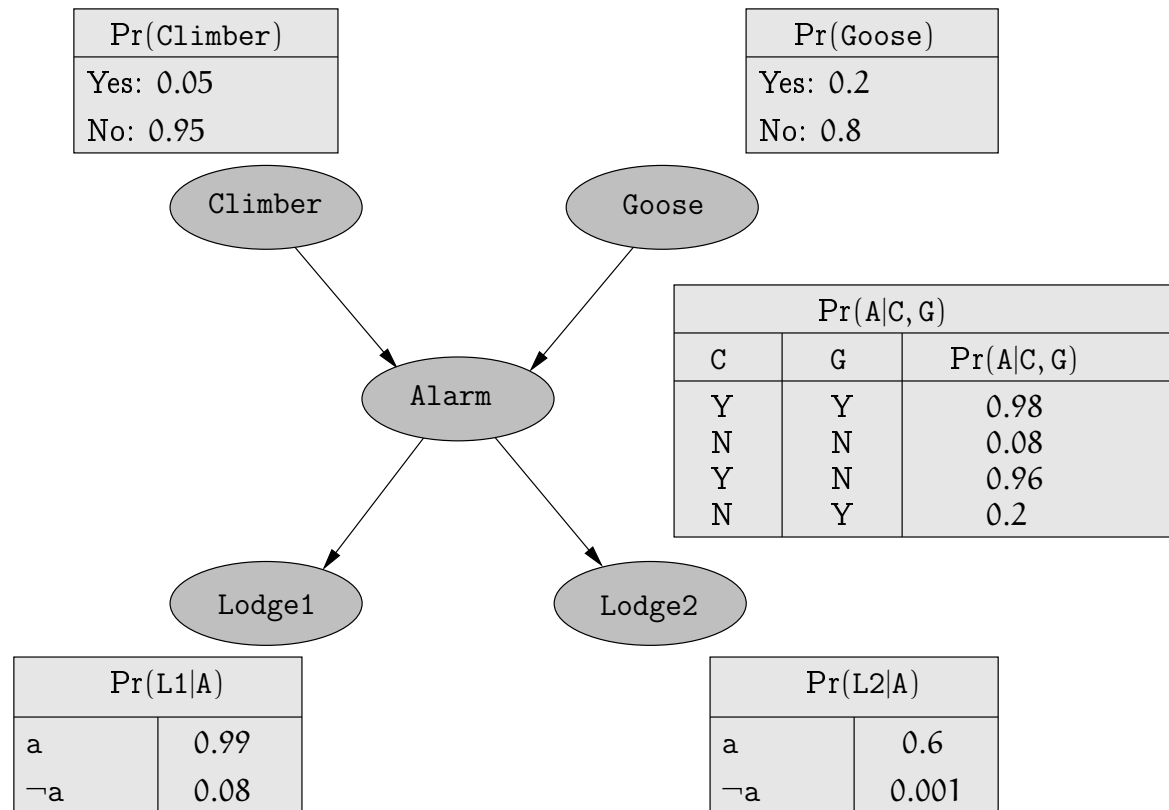 Pr(Climber)
Yes: 0.05
No: 0.95
Pr(Goose)
Yes: 0.2
No: 0.8
Climber
Goose
Pr(A|C, G)
C G Pr(A|C, G)
Y Y 0.98
N N 0.08
Y N 0.96
N Y 0.2
Alarm
Lodge1
Lodge2
Pr(L1|A)
a 0.99
¬a 0.08
Pr(L2|A)
a 0.6
¬a 0.001